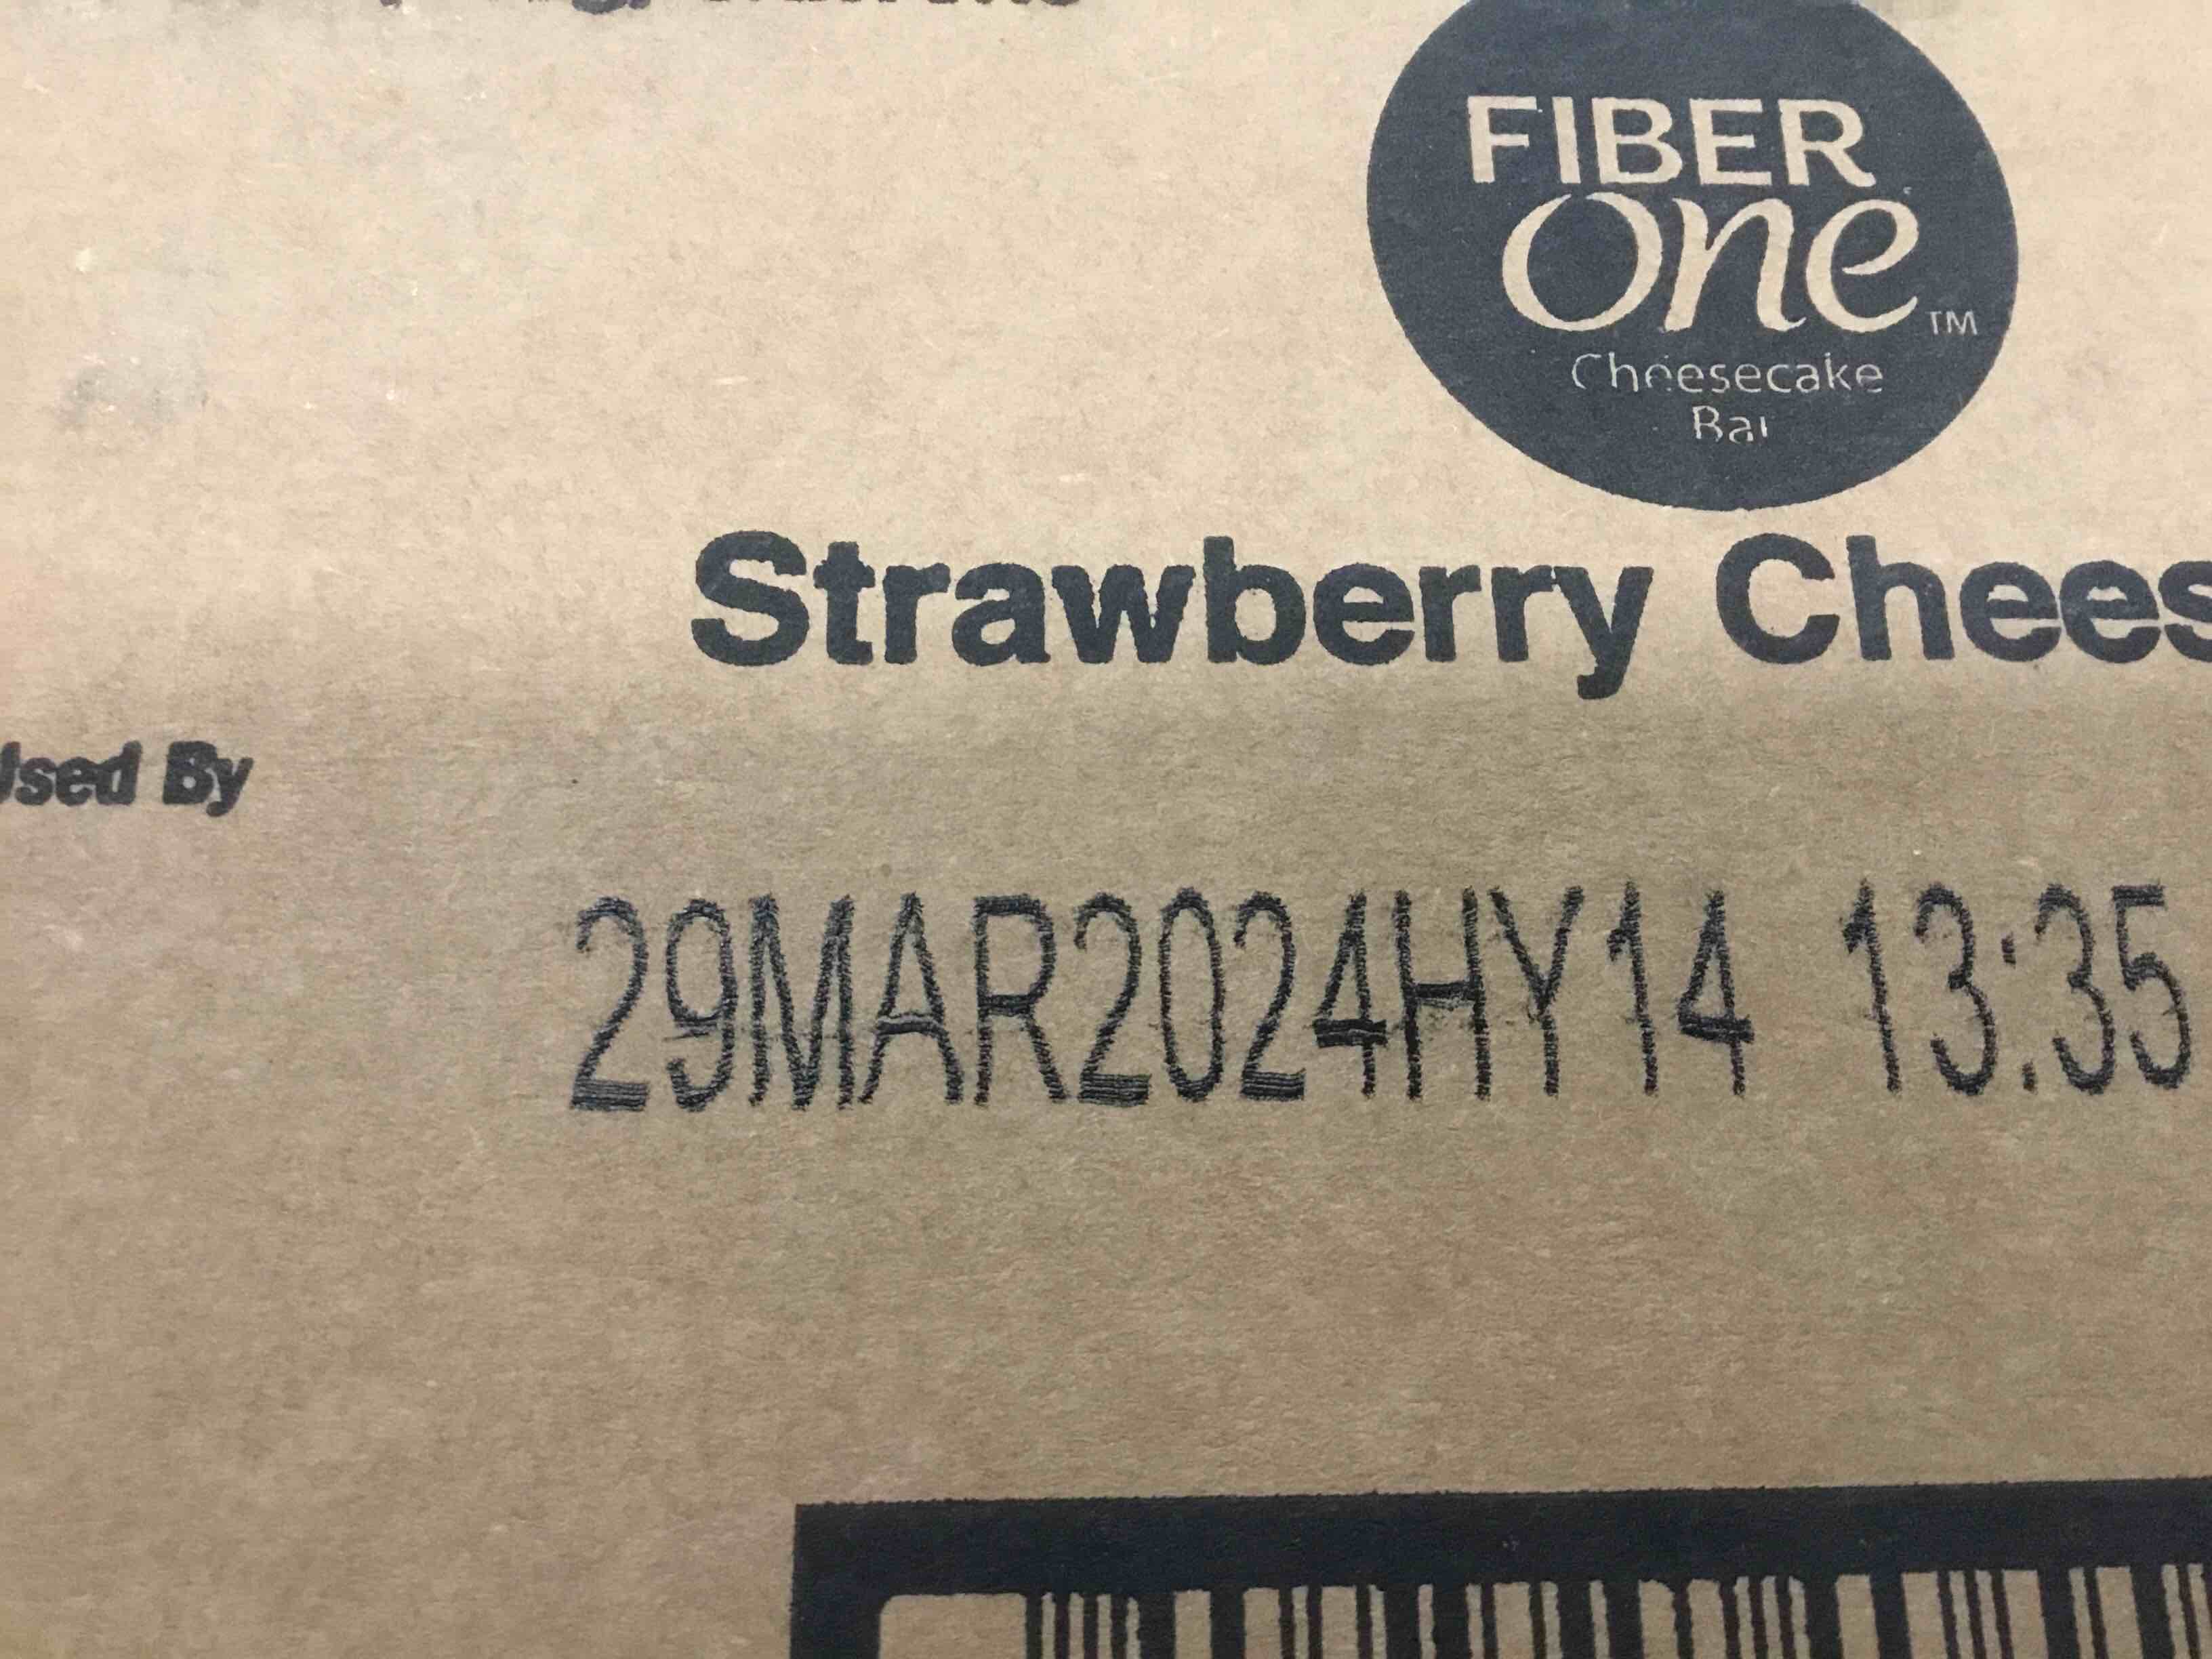 FIBER
one TM
Cheesecake
Bar
Strawberry Chees
Used By
29MAR2024HY14 13:35